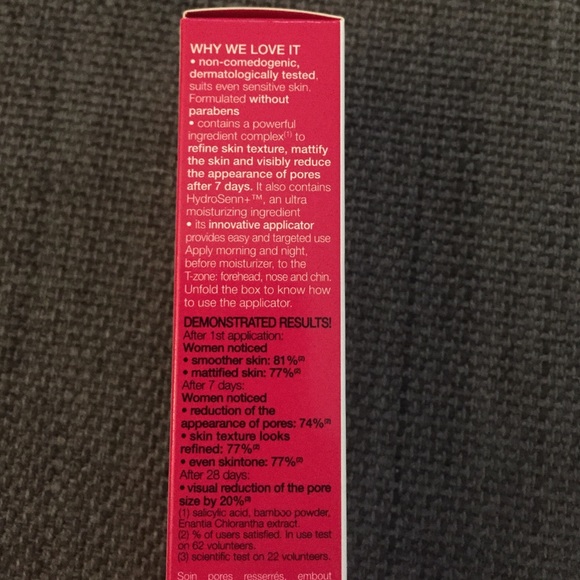 WHY WE LOVE IT
• non-comedogenic,
dermatologically tested,
suits even sensitive skin.
Formulated without
parabens
• contains a powerful
ingredient complex(1) to
refine skin texture, mattify
the skin and visibly reduce
the appearance of pores
after 7 days. It also contains
HydroSenn+™, an ultra
moisturizing ingredient
• its innovative applicator
provides easy and targeted use
Apply morning and night,
before moisturizer, to the
T-zone: forehead, nose and chin.
Unfold the box to know how
to use the applicator.
DEMONSTRATED RESULTS!
After 1st application:
Women noticed
• smoother skin: 81%(2)
• mattified skin: 77%(2)
After 7 days:
Women noticed
• reduction of the
appearance of pores: 74%(2)
• skin texture looks
refined: 77%(2)
• even skintone: 77%(2)
After 28 days:
• visual reduction of the pore
size by 20%(3)
(1) salicylic acid, bamboo powder,
Enantia Chlorantha extract.
(2) % of users satisfied. In use test
on 62 volunteers.
(3) scientific test on 22 volunteers.
Soin pores resserrés, embout